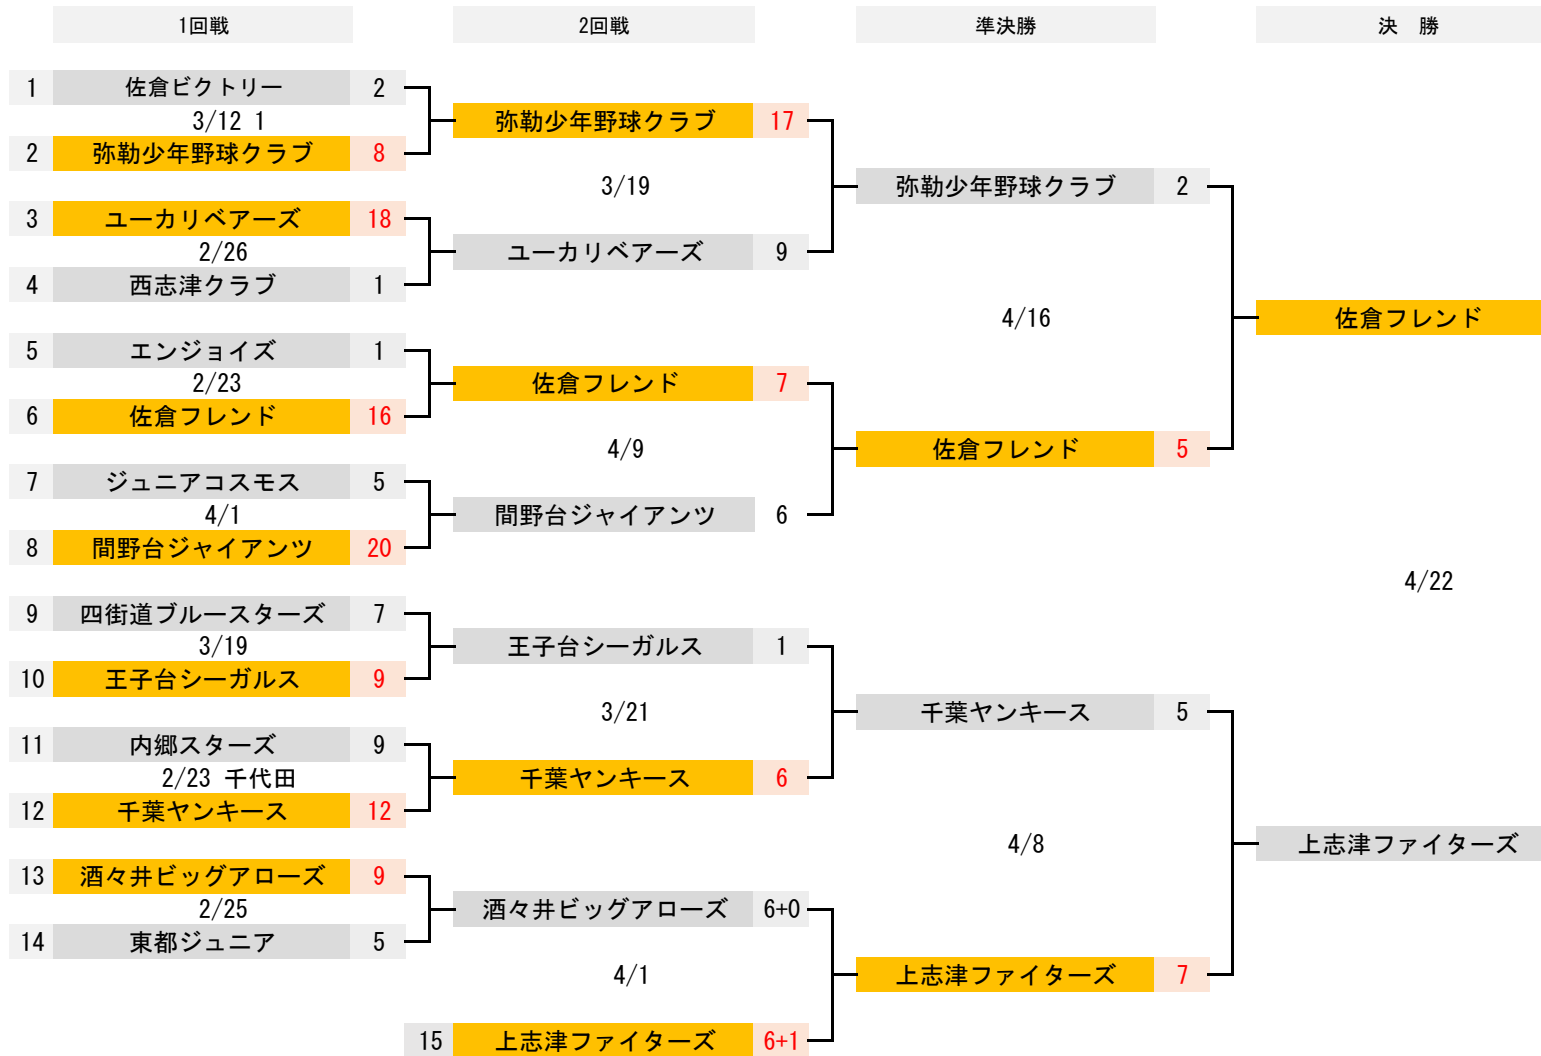 1回戦 2回戦 準決勝 決　勝
1 佐倉ビクトリー 2
3/12 1
2 弥勒少年野球クラブ 8
弥勒少年野球クラブ 17
3/19
3 ユーカリベアーズ 18
2/26
4 西志津クラブ 1
ユーカリベアーズ 9
弥勒少年野球クラブ 2
4/16
5 エンジョイズ 1
2/23
6 佐倉フレンド 16
佐倉フレンド 7
4/9
7 ジュニアコスモス 5
4/1
8 間野台ジャイアンツ 20
間野台ジャイアンツ 6
佐倉フレンド 5
佐倉フレンド
4/22
9 四街道ブルースターズ 7
3/19
10 王子台シーガルス 9
王子台シーガルス 1
3/21
11 内郷スターズ 9
2/23 千代田
12 千葉ヤンキース 12
千葉ヤンキース 6
千葉ヤンキース 5
4/8
13 酒々井ビッグアローズ 9
2/25
14 東都ジュニア 5
酒々井ビッグアローズ 6+0
4/1
15 上志津ファイターズ 6+1
上志津ファイターズ 7
上志津ファイターズ